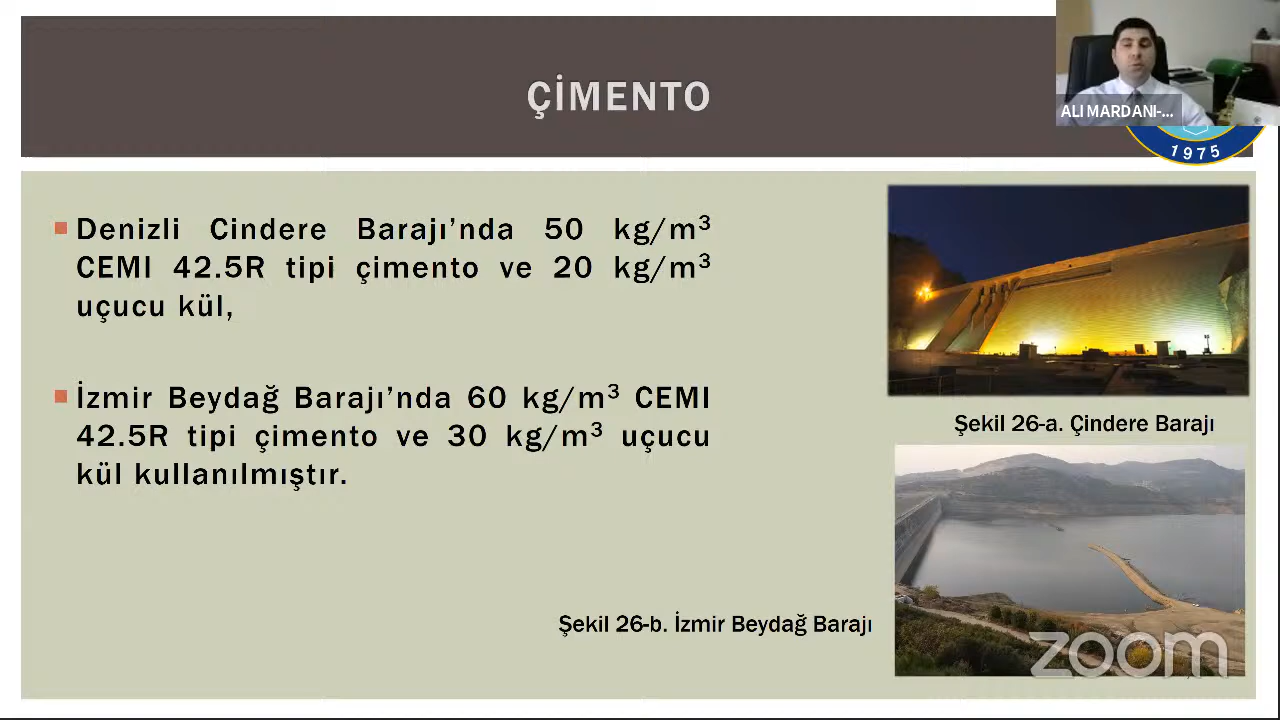 ÇİMENTO
ALI MARDANI-...
1975
Denizli Cindere Barajı’nda 50 kg/m³
CEMI 42.5R tipi çimento ve 20 kg/m³
uçucu kül,
İzmir Beydağ Barajı’nda 60 kg/m³ CEMI
42.5R tipi çimento ve 30 kg/m³ uçucu
kül kullanılmıştır.
Şekil 26-a. Çindere Barajı
Şekil 26-b. İzmir Beydağ Barajı
zoom